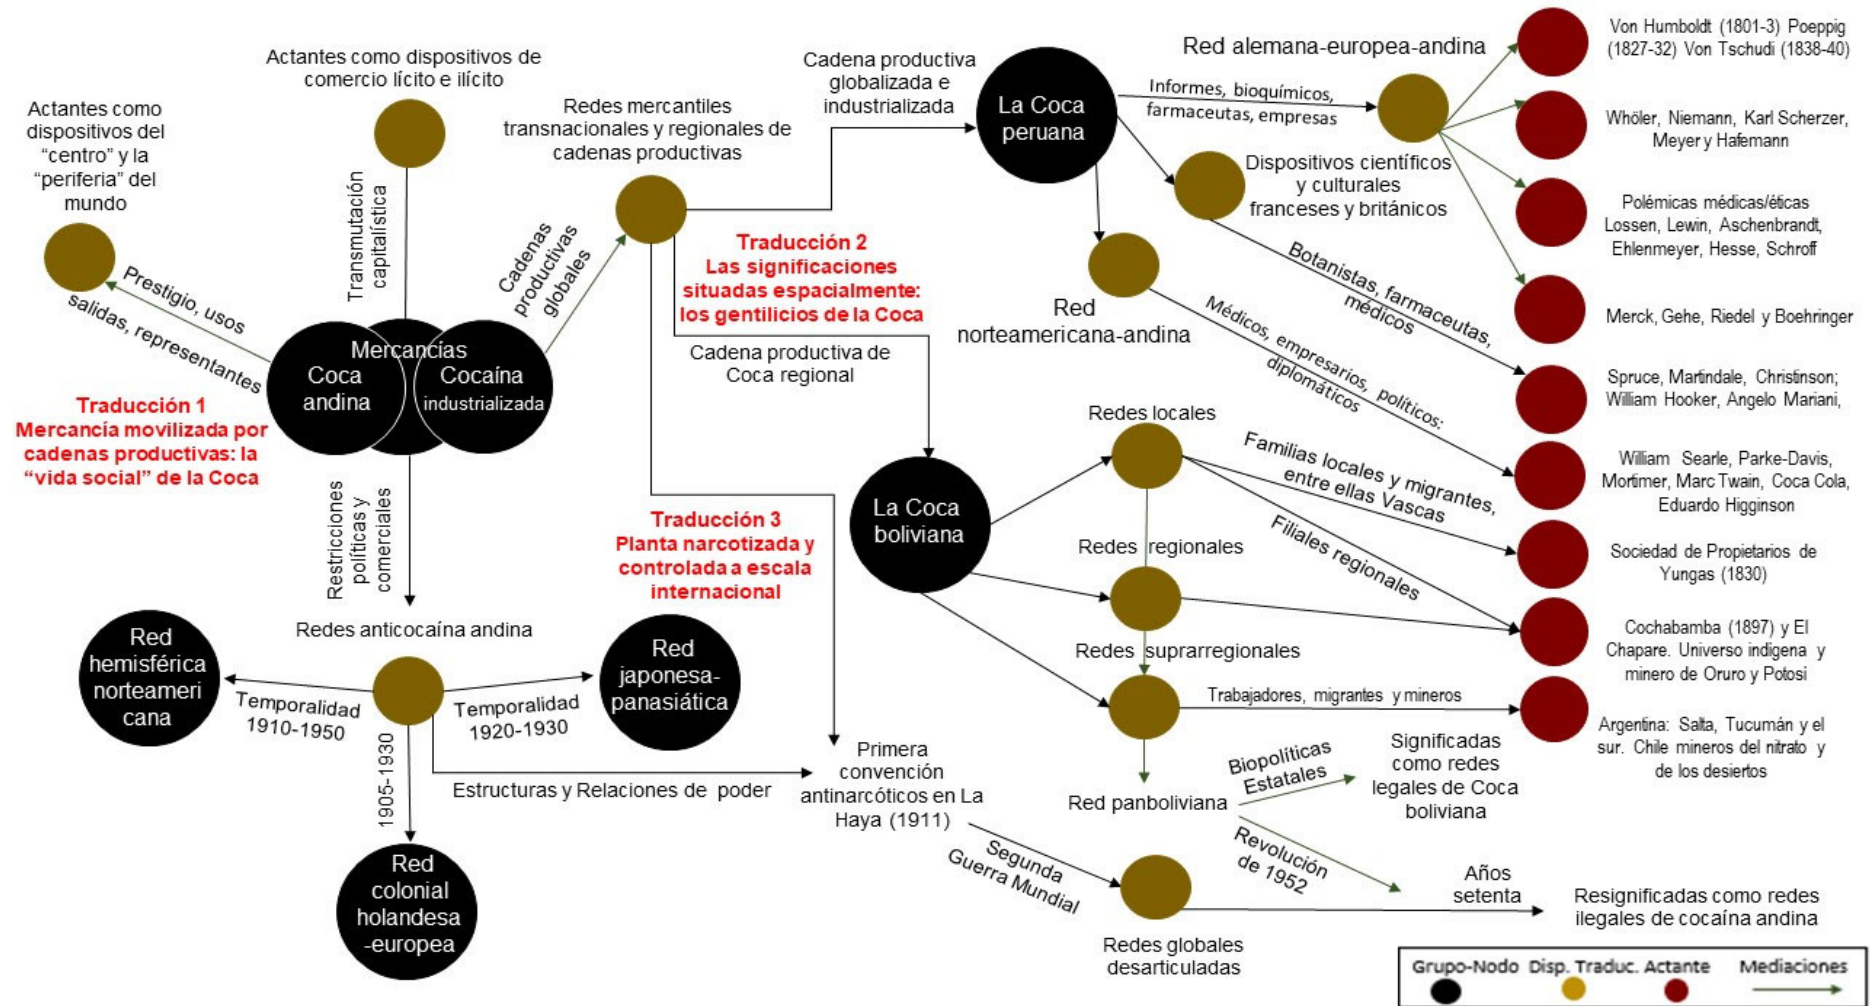 Actantes como
dispositivos del
“centro” y la
“periferia” del
mundo
Actantes como dispositivos de
comercio lícito e ilícito
Transmutación
capitalística
Prestigio, usos
salidas, representantes
Mercancías
Coca
andina
Cocaína
industrializada
Cadenas
productivas
globales
Redes mercantiles
transnacionales y regionales de
cadenas productivas
Traducción 1
Mercancía movilizada por
cadenas productivas: la
“vida social” de la Coca
Restricciones
políticas y
comerciales
Redes anticocaína andina
Red
hemisférica
norteameri
cana
Temporalidad
1910-1950
Temporalidad
1920-1930
Red
japonesa-
panasiática
1905-1930
Red
colonial
holandesa
-europea
Estructuras y Relaciones de poder
Cadena productiva
globalizada e
industrializada
Traducción 2
Las significaciones
situadas espacialmente:
los gentilicios de la Coca
Cadena productiva de
Coca regional
Traducción 3
Planta narcotizada y
controlada a escala
internacional
Primera
convención
antinarcóticos en La
Haya (1911)
Segunda
Guerra Mundial
Redes globales
desarticuladas
La Coca
peruana
Informes, bioquímicos,
farmaceutas, empresas
Red alemana-europea-andina
Dispositivos científicos
y culturales
franceses y británicos
Red
norteamericana-andina
Botanistas, farmaceutas,
médicos
Médicos, empresarios, políticos:
diplomáticos
La Coca
boliviana
Redes locales
Redes regionales
Redes suprarregionales
Familias locales y migrantes,
entre ellas Vascas
Filiales regionales
Trabajadores, migrantes y mineros
Red panboliviana
Biopolíticas
Estatales
Significadas
como redes
legales de Coca
boliviana
Revolución
de 1952
Años
setenta
Resignificadas como redes
ilegales de cocaína andina
Von Humboldt (1801-3) Poeppig
(1827-32) Von Tschudi (1838-40)
Whöler, Niemann, Karl Scherzer,
Meyer y Hafemann
Polémicas médicas/éticas
Lossen, Lewin, Aschenbrandt,
Ehlenmeyer, Hesse, Schroff
Merck, Gehe, Riedel y Boehringer
Spruce, Martindale, Christinson;
William Hooker, Angelo Mariani,
William Searle, Parke-Davis,
Mortimer, Marc Twain, Coca Cola,
Eduardo Higginson
Sociedad de Propietarios de
Yungas (1830)
Cochabamba (1897) y El
Chapare. Universo indigena y
minero de Oruro y Potosi
Argentina: Salta, Tucumán y el
sur. Chile mineros del nitrato y
de los desiertos
Grupo-Nodo Disp. Traduc. Actante Mediaciones